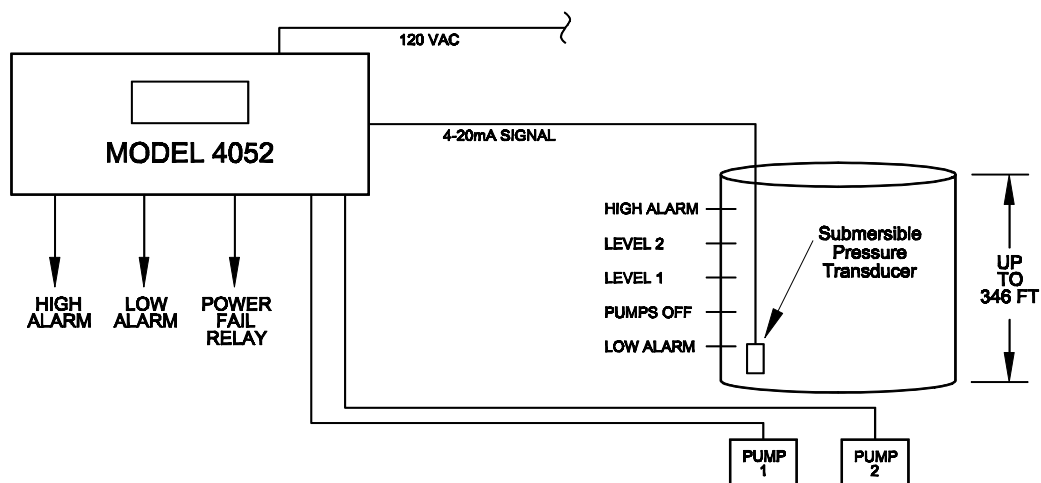 120 VAC
MODEL 4052
4-20mA SIGNAL
HIGH
ALARM
LOW
ALARM
POWER
FAIL
RELAY
HIGH ALARM
LEVEL 2
LEVEL 1
PUMPS OFF
LOW ALARM
Submersible
Pressure
Transducer
UP
TO
346 FT
PUMP
1
PUMP
2